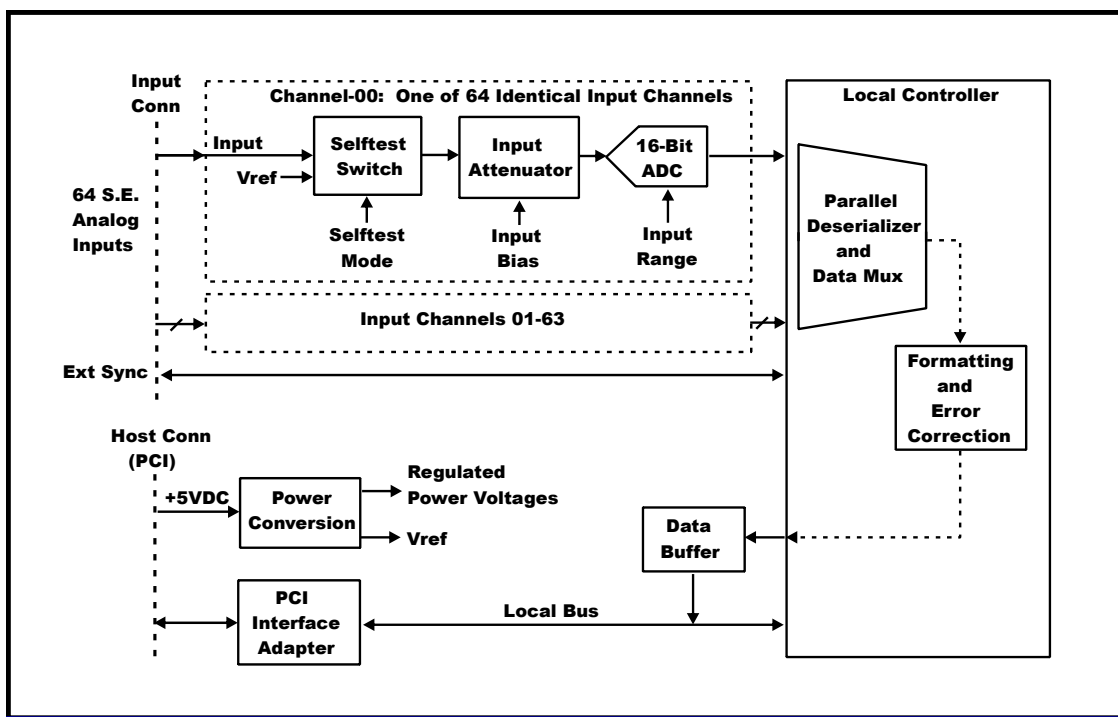 Input
Conn
Channel-00: One of 64 Identical Input Channels
Local Controller
Input
Vref
Selftest
Switch
Input
Attenuator
16-Bit
ADC
64 S.E.
Analog
Inputs
Selftest
Mode
Input
Bias
Input
Range
Parallel
Deserializer
and
Data Mux
Input Channels 01-63
Ext Sync
Formatting
and
Error
Correction
Host Conn
(PCI)
+5VDC
Power
Conversion
Regulated
Power Voltages
Vref
Data
Buffer
PCI
Interface
Adapter
Local Bus